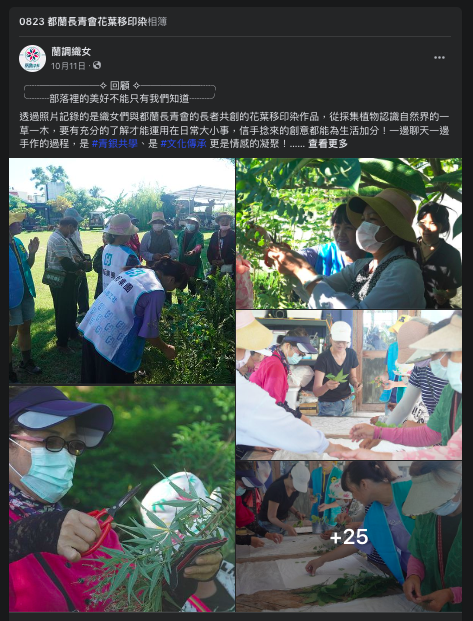 0823 都蘭長青會花葉移印染相簿
蘭調織女
10月11日 ·
╭┈┈┈┈┈┈┈┈✧ 回顧 ✧┈┈┈┈┈┈┈┈╮
╰┈┈┈部落裡的美好不能只有我們知道┈┈┈╯
透過照片記錄的是織女們與都蘭長青會的長者共創的花葉移印染作品，從採集植物認識自然界的一
草一木，要有充分的了解才能運用在日常大小事，信手捻來的創意都能為生活加分！一邊聊天一邊
手作的過程，是 #青銀共學、是 #文化傳承 更是情感的凝聚！...... 查看更多
+25